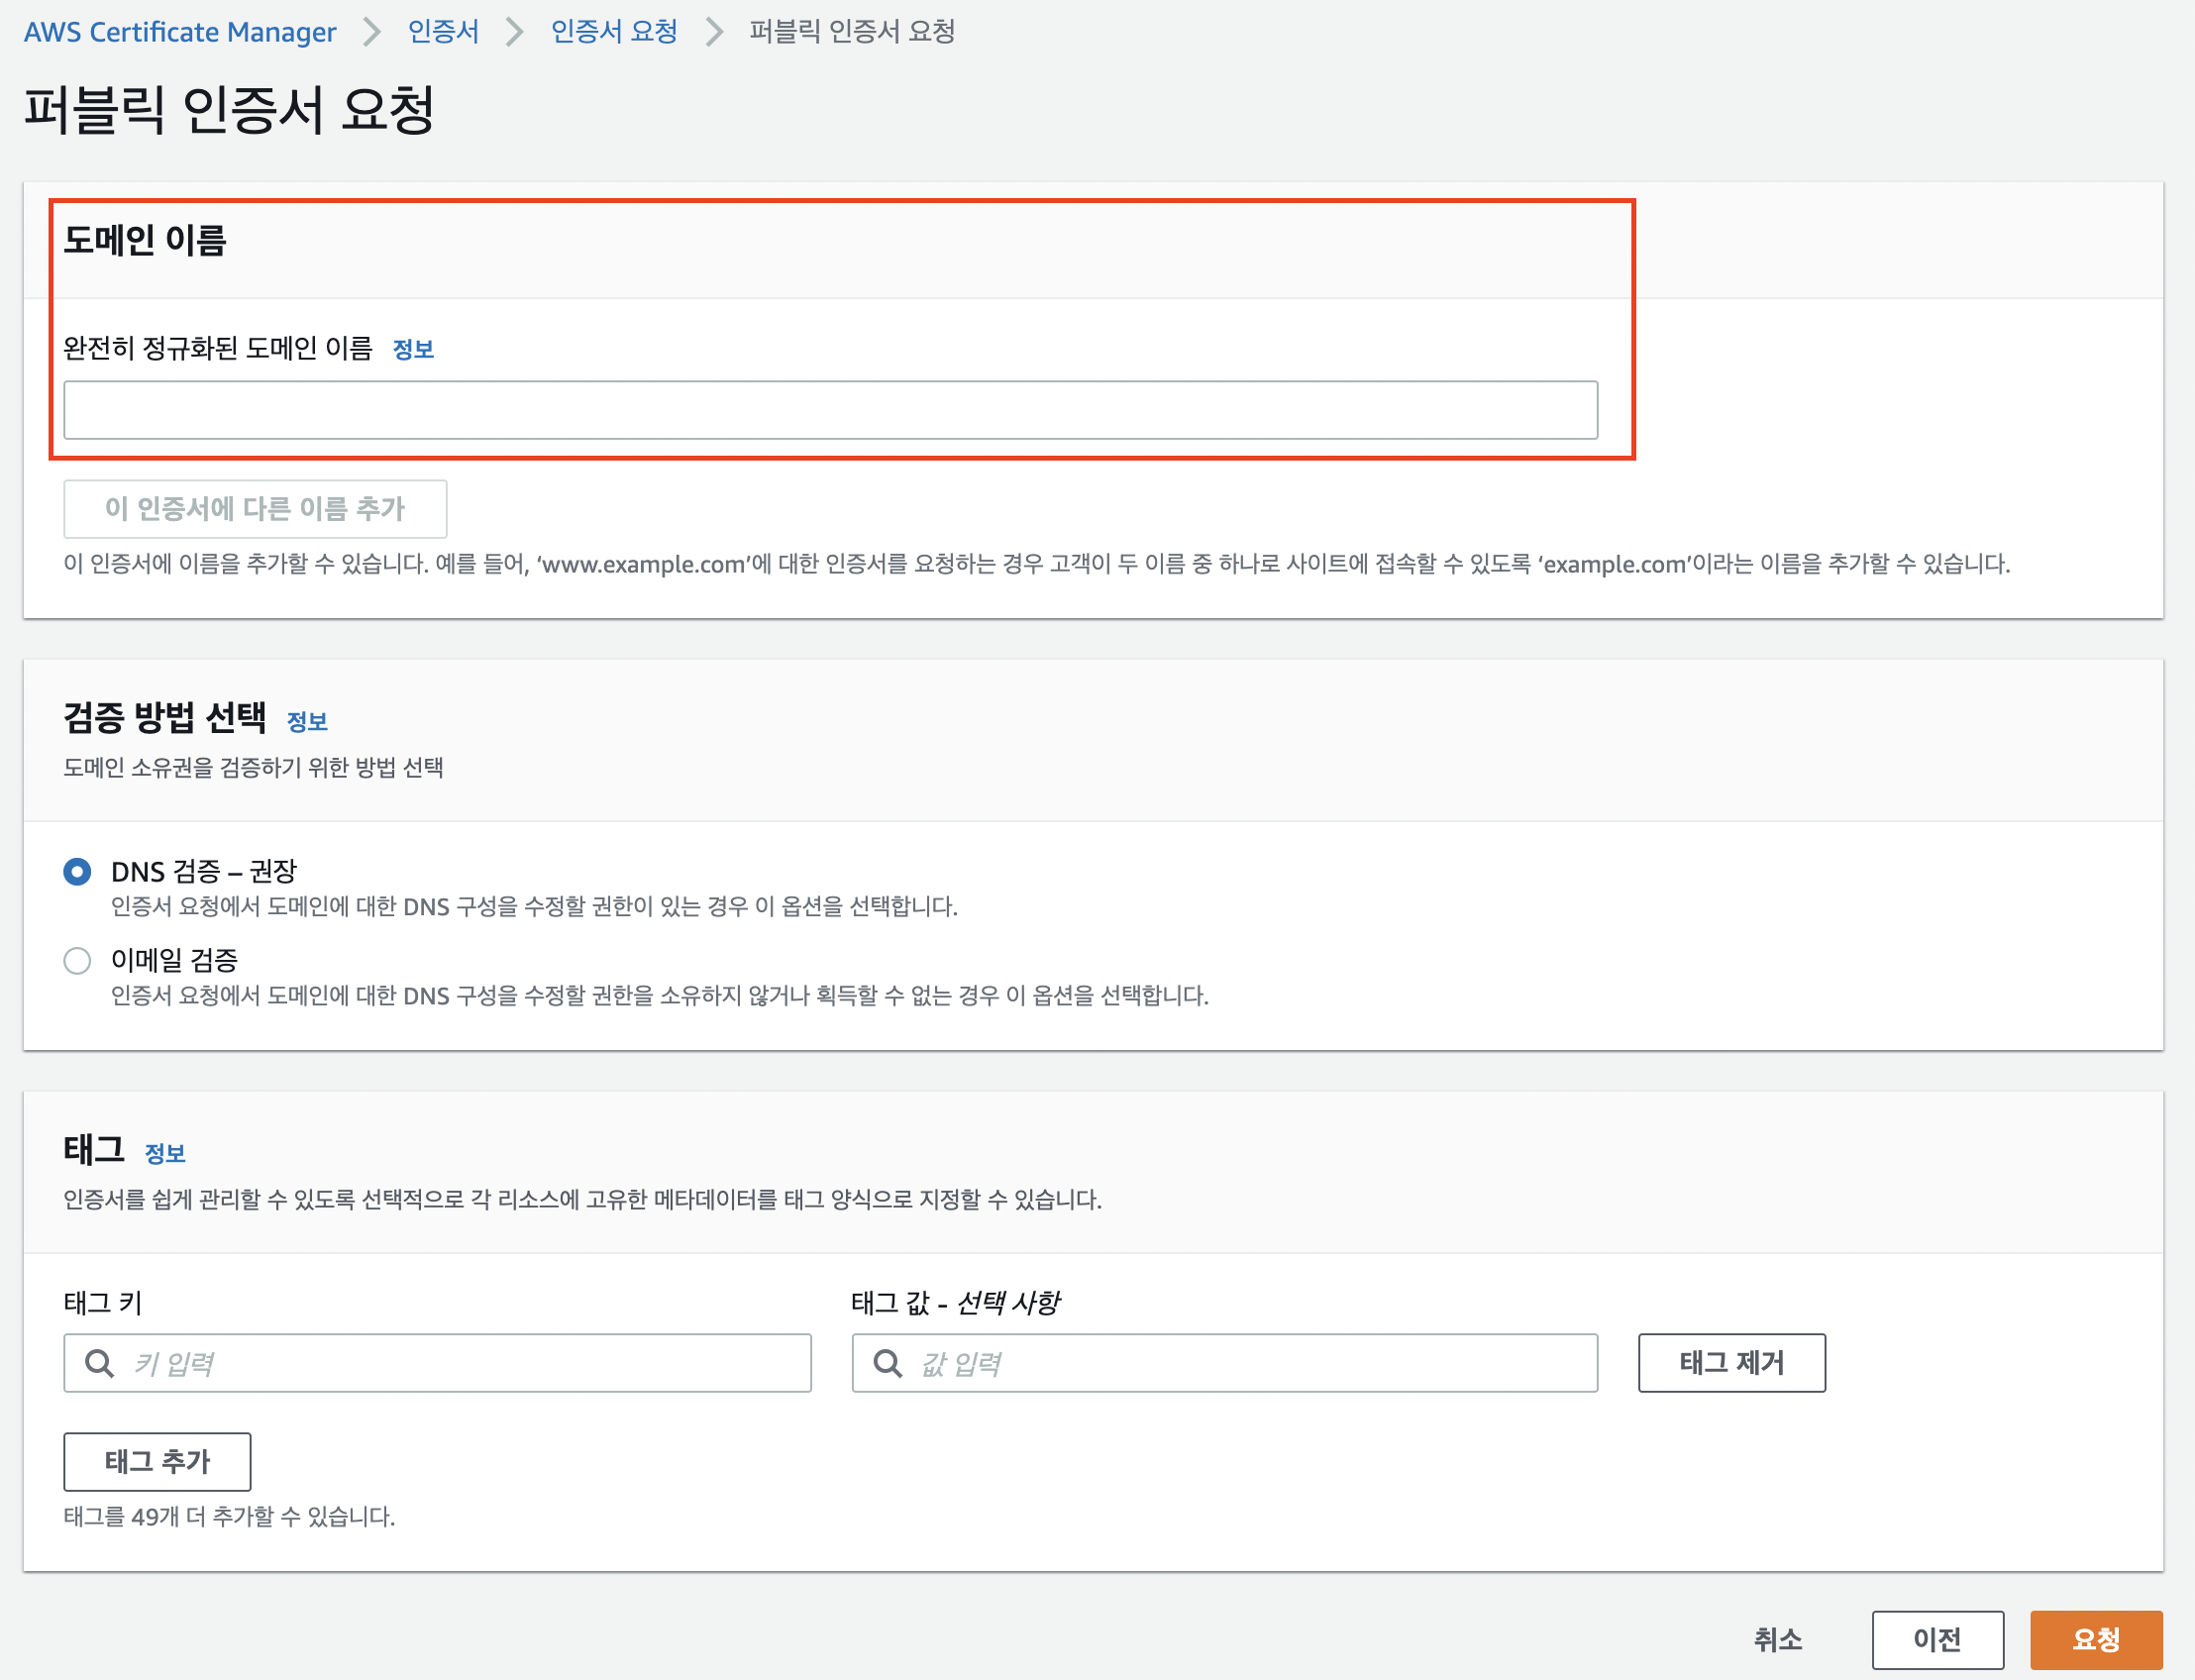 AWS Certificate Manager > 인증서 > 인증서 요청 > 퍼블릭 인증서 요청
퍼블릭 인증서 요청
도메인 이름
완전히 정규화된 도메인 이름 정보
이 인증서에 다른 이름 추가
이 인증서에 이름을 추가할 수 있습니다. 예를 들어, ‘www.example.com’에 대한 인증서를 요청하는 경우 고객이 두 이름 중 하나로 사이트에 접속할 수 있도록 ‘example.com’이라는 이름을 추가할 수 있습니다.
검증 방법 선택 정보
도메인 소유권을 검증하기 위한 방법 선택
DNS 검증 – 권장
인증서 요청에서 도메인에 대한 DNS 구성을 수정할 권한이 있는 경우 이 옵션을 선택합니다.
이메일 검증
인증서 요청에서 도메인에 대한 DNS 구성을 수정할 권한을 소유하지 않거나 획득할 수 없는 경우 이 옵션을 선택합니다.
태그 정보
인증서를 쉽게 관리할 수 있도록 선택적으로 각 리소스에 고유한 메타데이터를 태그 양식으로 지정할 수 있습니다.
태그 키 태그 값 - 선택 사항
키 입력 값 입력 태그 제거
태그 추가
태그를 49개 더 추가할 수 있습니다.
취소 이전 요청